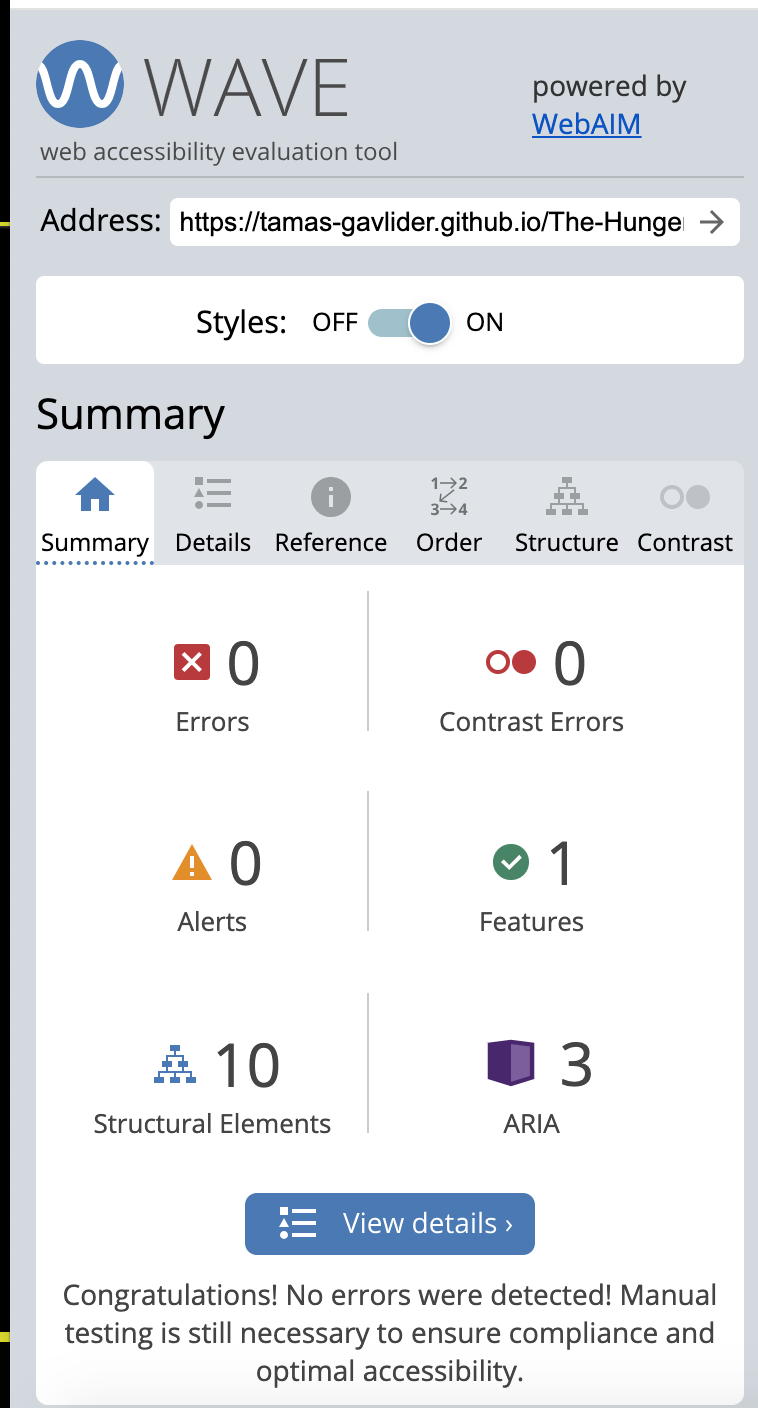 WAVE
powered by
WebAIM
web accessibility evaluation tool
Address: https://tamas-gavlider.github.io/The-Hunge
Styles: OFF ON
Summary
1 2
3 4
Summary Details Reference Order Structure Contrast
0 0
Errors Contrast Errors
0 1
Alerts Features
10 3
Structural Elements ARIA
View details ›
Congratulations! No errors were detected! Manual
testing is still necessary to ensure compliance and
optimal accessibility.